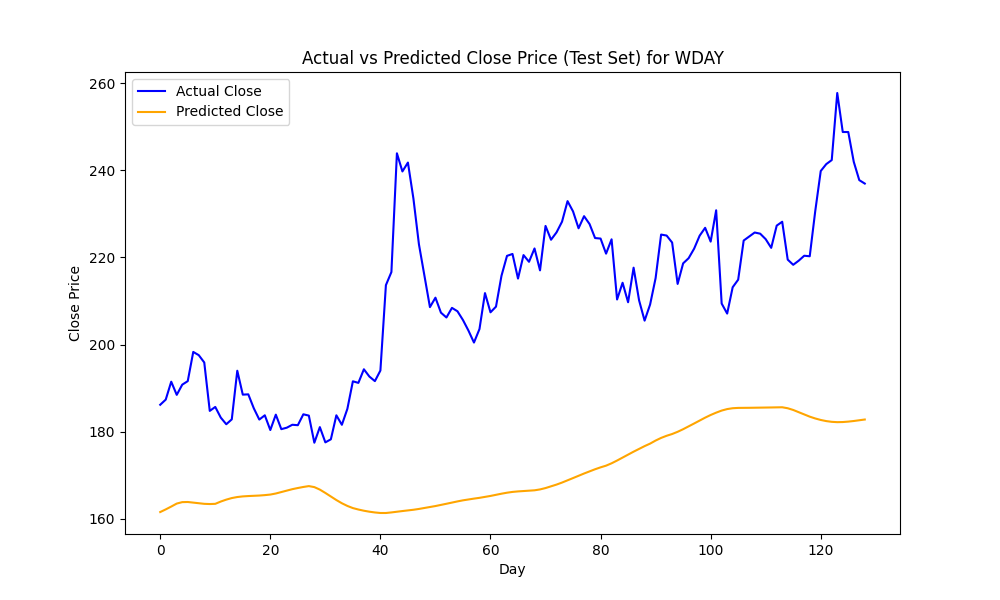 Actual vs Predicted Close Price (Test Set) for WDAY
Actual Close
Predicted Close
260
240
220
200
180
160
Close Price
0 20 40 60 80 100 120
Day